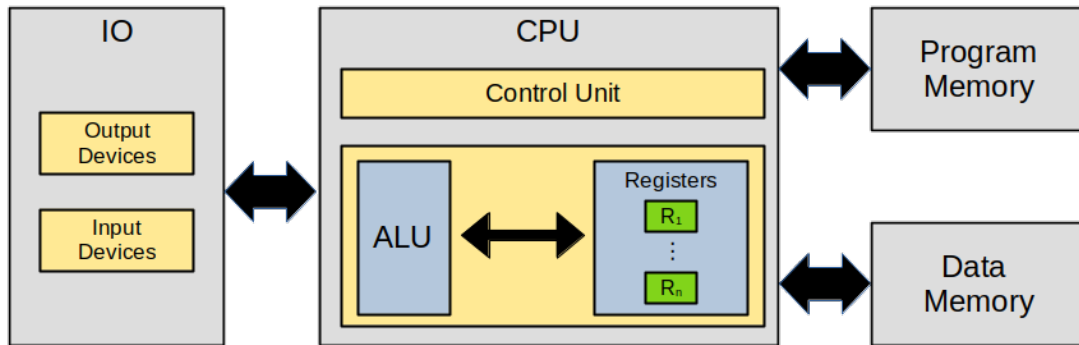 IO
Output
Devices
Input
Devices
CPU
Control Unit
ALU
Registers
R₁
⋮
Rₙ
Program
Memory
Data
Memory